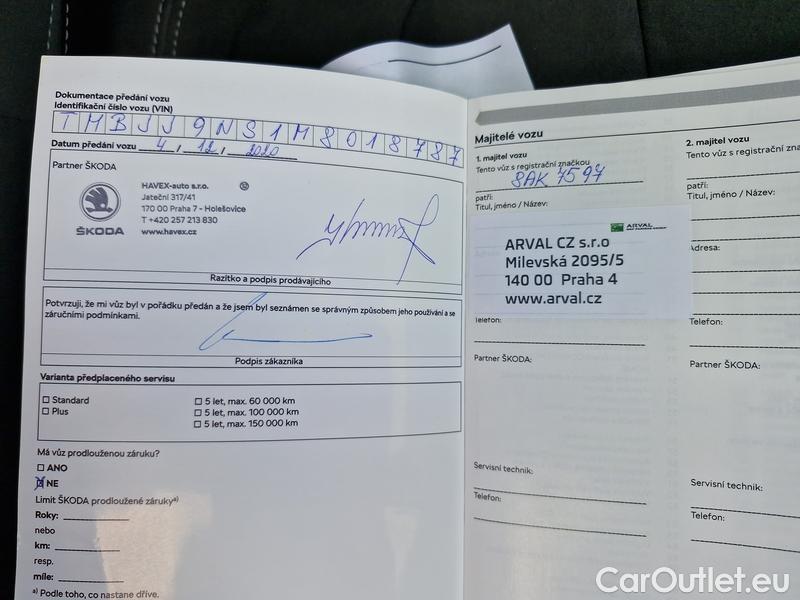 Dokumentace předání vozu
Identifikační číslo vozu (VIN)
TMBJJ9NS1M8018787
Datum předání vozu 4 / 12 / 2020
Partner ŠKODA
ŠKODA
HAVEX-auto s.r.o.
Jateční 317/41
170 00 Praha 7 - Holešovice
T +420 257 213 830
www.havex.cz
Razítko a podpis prodávajícího
Potvrzuji, že mi vůz byl v pořádku předán a že jsem byl seznámen se správným způsobem jeho používání a se
záručními podmínkami.
Podpis zákazníka
Varianta předplaceného servisu
Standard
Plus
5 let, max. 60 000 km
5 let, max. 100 000 km
5 let, max. 150 000 km
Má vůz prodlouženou záruku?
ANO
NE
Limit ŠKODA prodloužené záruky a)
Roky:
nebo
km:
resp.
míle:
a) Podle toho, co nastane dříve.
Majitelé vozu
1. majitel vozu
Tento vůz s registrační značkou
8AK 7597
patří:
Titul, jméno / Název:
ARVAL
ARVAL CZ s.r.o
Milevská 2095/5
140 00 Praha 4
www.arval.cz
Telefon:
Partner ŠKODA:
Servisní technik:
Telefon:
2. majitel vozu
Tento vůz s registrační
patří:
Titul, jméno / Název:
Adresa:
Telefon:
Partner ŠKODA:
Servisní technik:
Telefon:
CarOutlet.eu